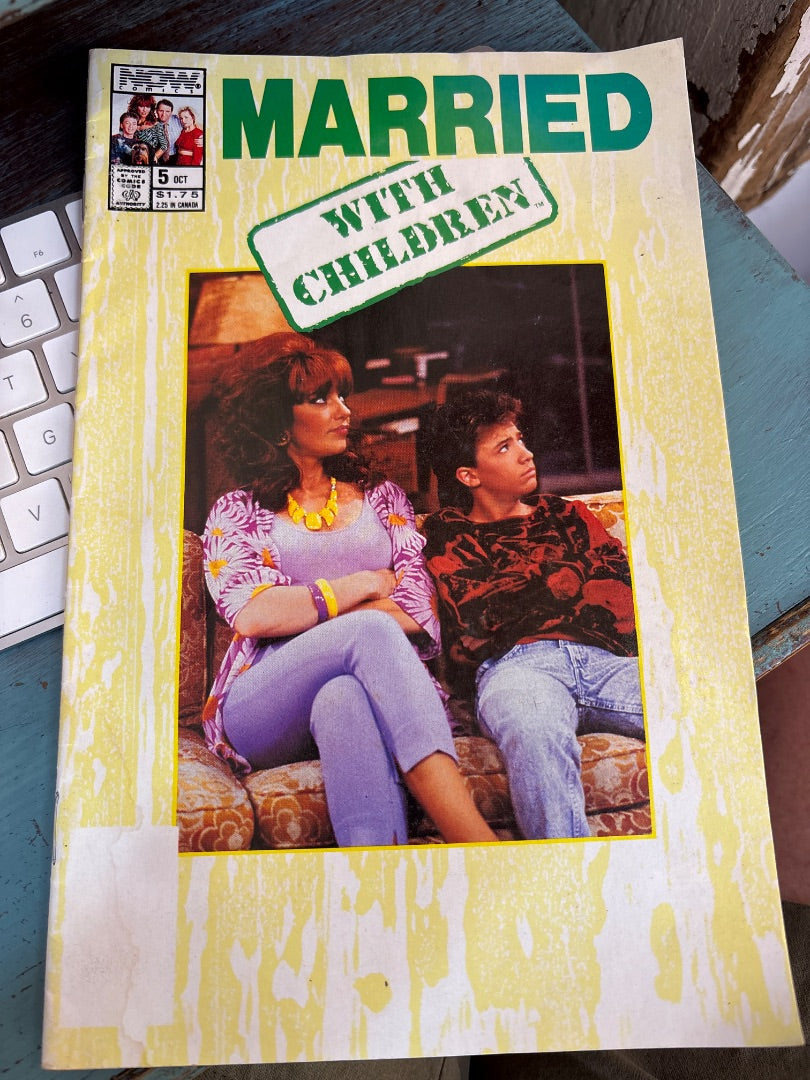 NOW®
COMICS
APPROVED
BY THE
COMICS
CODE
AUTHORITY
5 OCT
$1.75
2.25 IN CANADA
MARRIED
WITH
CHILDREN™
F6
^
6
T
G
V